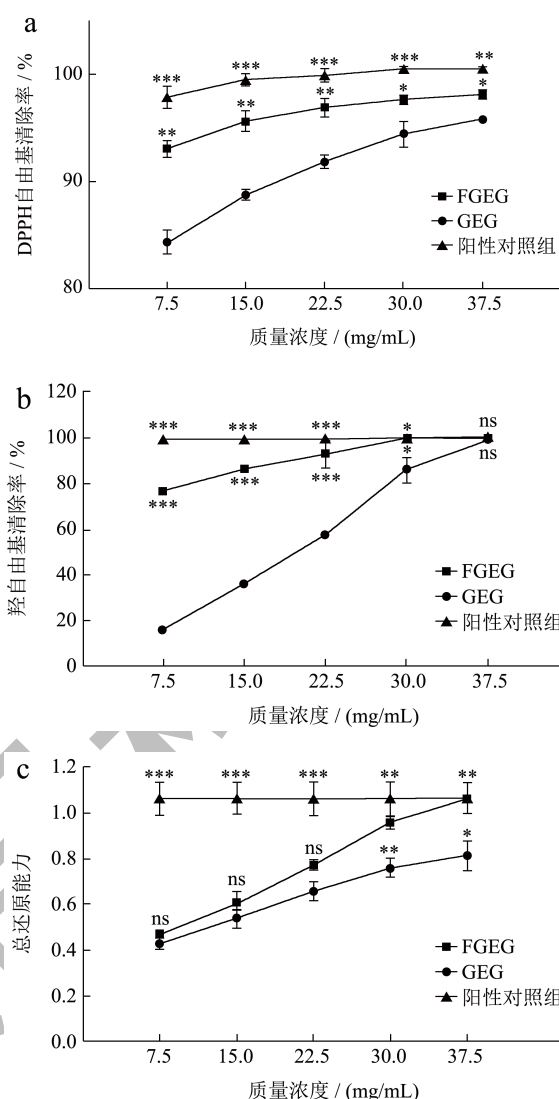 a
*** *** *** *** **
** ** ** * *
100
90
80
DPPH自由基清除率 / %
FGEG
GEG
阳性对照组
7.5 15.0 22.5 30.0 37.5
质量浓度 / (mg/mL)
b
120
100
80
60
40
20
0
*** *** *** * ns
*** *** *** * ns
羟自由基清除率 / %
FGEG
GEG
阳性对照组
7.5 15.0 22.5 30.0 37.5
质量浓度 / (mg/mL)
c
1.2
1.0
0.8
0.6
0.4
0.2
0.0
*** *** *** ** **
ns ns ns ** *
总还原能力
FGEG
GEG
阳性对照组
7.5 15.0 22.5 30.0 37.5
质量浓度 / (mg/mL)